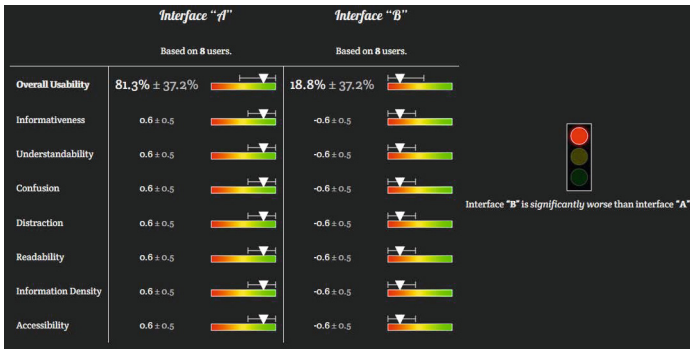 Interface “A” Interface “B”
Based on 8 users. Based on 8 users.
Overall Usability 81.3% ± 37.2% 18.8% ± 37.2%
Informativeness 0.6 ± 0.5 -0.6 ± 0.5
Understandability 0.6 ± 0.5 -0.6 ± 0.5
Confusion 0.6 ± 0.5 -0.6 ± 0.5
Interface "B" is significantly worse than interface "A"
Distraction 0.6 ± 0.5 -0.6 ± 0.5
Readability 0.6 ± 0.5 -0.6 ± 0.5
Information Density 0.6 ± 0.5 -0.6 ± 0.5
Accessibility 0.6 ± 0.5 -0.6 ± 0.5